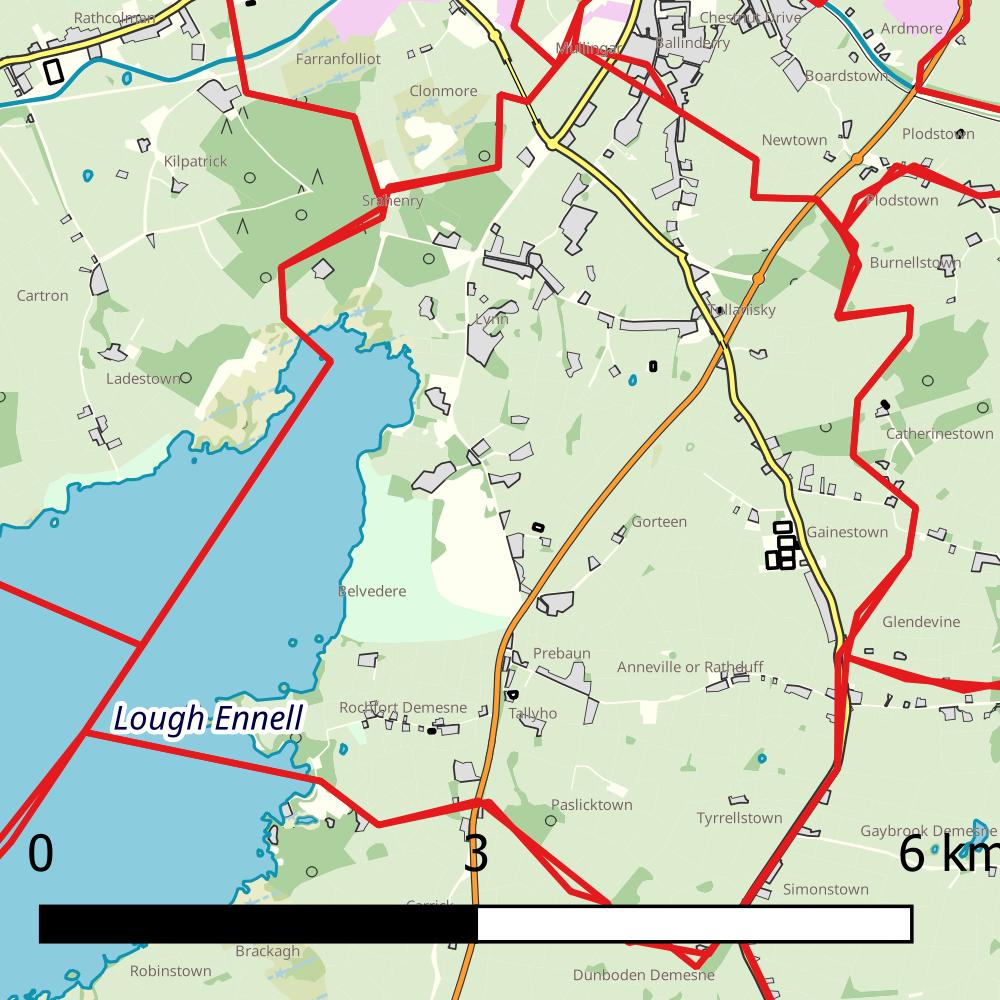 Rathcolman
Chestnut Drive
Ardmore
Ballinderry
Mullingar
Farranfolliot
Boardstown
Clonmore
Plodstown
Newtown
Kilpatrick
Srahenry
Plodstown
Burnellstown
Cartron
Tullanisky
Lynn
Ladestown
Catherinestown
Gorteen
Gainestown
Belvedere
Glendevine
Prebaun
Anneville or Rathduff
Rochfort Demesne
Tallyho
Lough Ennell
Paslicktown
Tyrrellstown
Gaybrook Demesne
0 3 6 km
Simonstown
Carrick
Brackagh
Robinstown
Dunboden Demesne